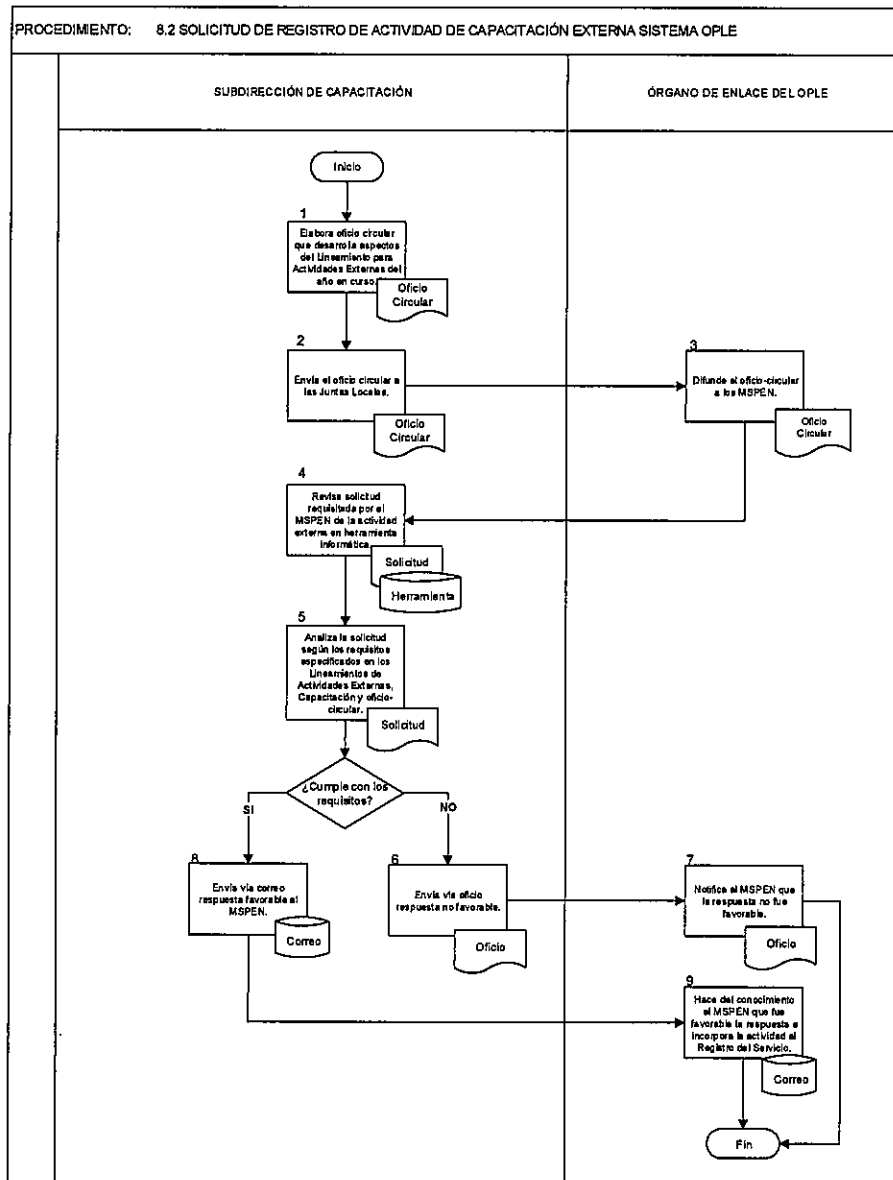 PROCEDIMIENTO: 8.2 SOLICITUD DE REGISTRO DE ACTIVIDAD DE CAPACITACIÓN EXTERNA SISTEMA OPLE
SUBDIRECCIÓN DE CAPACITACIÓN
ÓRGANO DE ENLACE DEL OPLE
Inicio
1
Elabora oficio circular
que desarrolla aspectos
del Lineamiento para
Actividades Externas del
año en curso.
Oficio
Circular
2
Envía el oficio circular a
las Juntas Locales.
Oficio
Circular
3
Difunde el oficio-circular
a los MSPEN.
Oficio
Circular
4
Revisa solicitud
requisitada por el
MSPEN de la actividad
externa en herramienta
informática.
Solicitud
Herramienta
5
Analiza la solicitud
según los requisitos
especificados en los
Lineamientos de
Actividades Externas,
Capacitación y oficio-
circular.
Solicitud
¿Cumple con los
requisitos?
SI
NO
8
Envía vía correo
respuesta favorable al
MSPEN.
Correo
6
Envía vía oficio
respuesta no favorable.
Oficio
7
Notifica al MSPEN que
la respuesta no fue
favorable.
Oficio
9
Hace del conocimiento
al MSPEN que fue
favorable la respuesta e
incorpora la actividad al
Registro del Servicio.
Correo
Fin